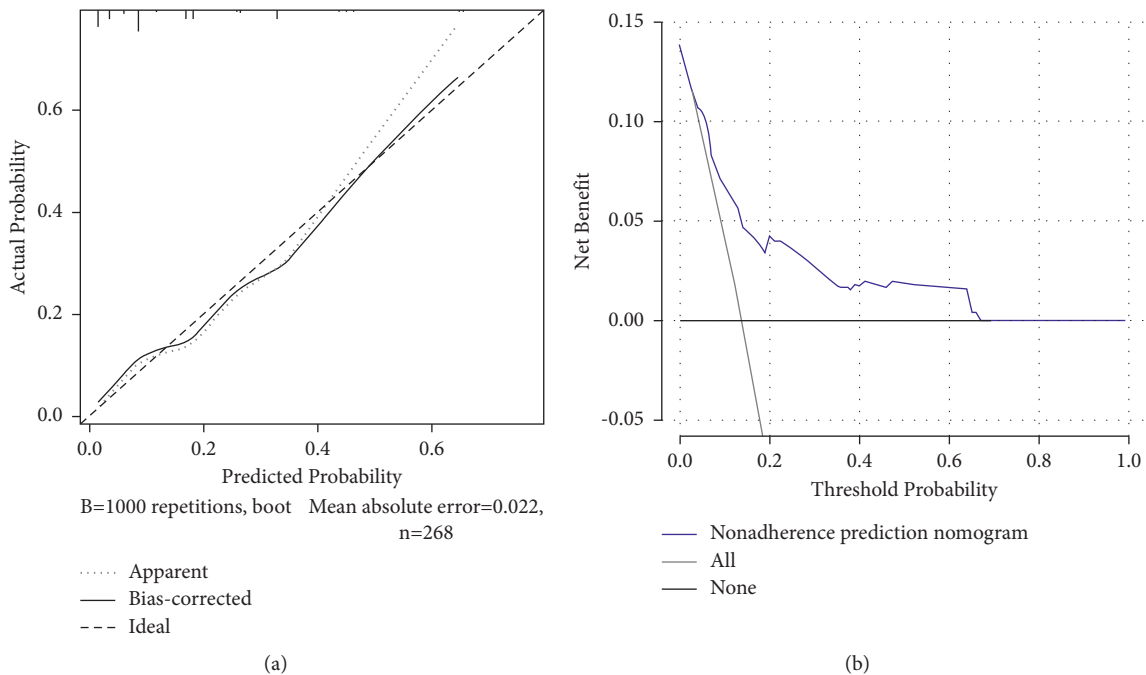 Actual Probability
0.6
0.4
0.2
0.0
0.0 0.2 0.4 0.6
Predicted Probability
B=1000 repetitions, boot Mean absolute error=0.022,
n=268
Apparent
Bias-corrected
Ideal
(a)
Net Benefit
0.15
0.10
0.05
0.00
-0.05
0.0 0.2 0.4 0.6 0.8 1.0
Threshold Probability
Nonadherence prediction nomogram
All
None
(b)